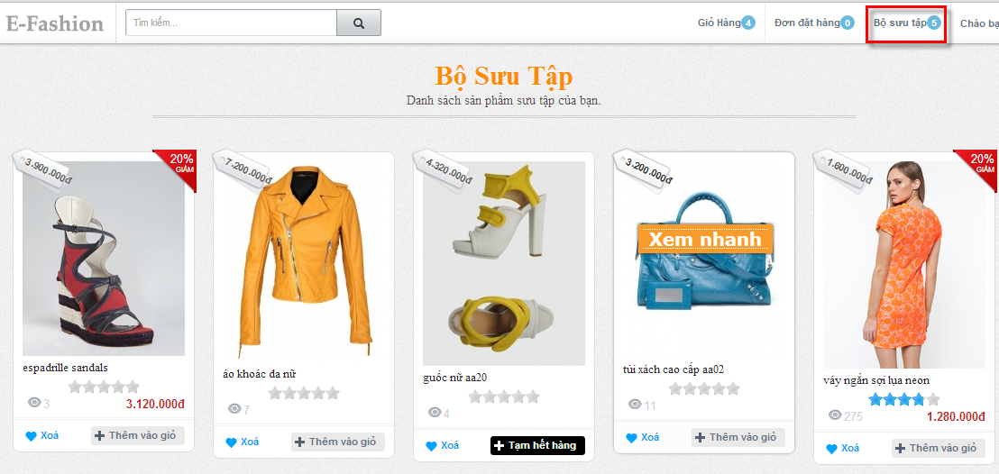 E-Fashion
Tìm kiếm...
Giỏ Hàng 4
Đơn đặt hàng 0
Bộ sưu tập 5
Chào bạ
Bộ Sưu Tập
Danh sách sản phẩm sưu tập của bạn.
3.900.000đ
20%
GIẢM
espadrille sandals
3
3.120.000đ
Xoá
Thêm vào giỏ
7.200.000đ
áo khoác da nữ
7
Xoá
Thêm vào giỏ
4.320.000đ
guốc nữ aa20
4
Xoá
Tạm hết hàng
3.200.000đ
Xem nhanh
túi xách cao cấp aa02
11
Xoá
Thêm vào giỏ
1.600.000đ
20%
GIẢM
váy ngắn sợi lụa neon
275
1.280.000đ
Xoá
Thêm vào giỏ